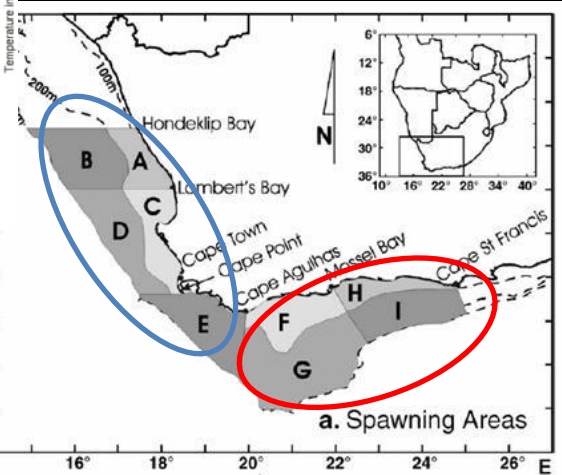 Temperature in
100m
200m
Hondeklip Bay
Lambert's Bay
Cape Town
Cape Point
Cape Agulhas
Mossel Bay
Cape St Francis
N
B
A
C
D
E
F
H
I
G
6°
12°
18°
24°
30°
36°
10° 16° 22° 28° 34° 40°
a. Spawning Areas
16° 18° 20° 22° 24° 26° E